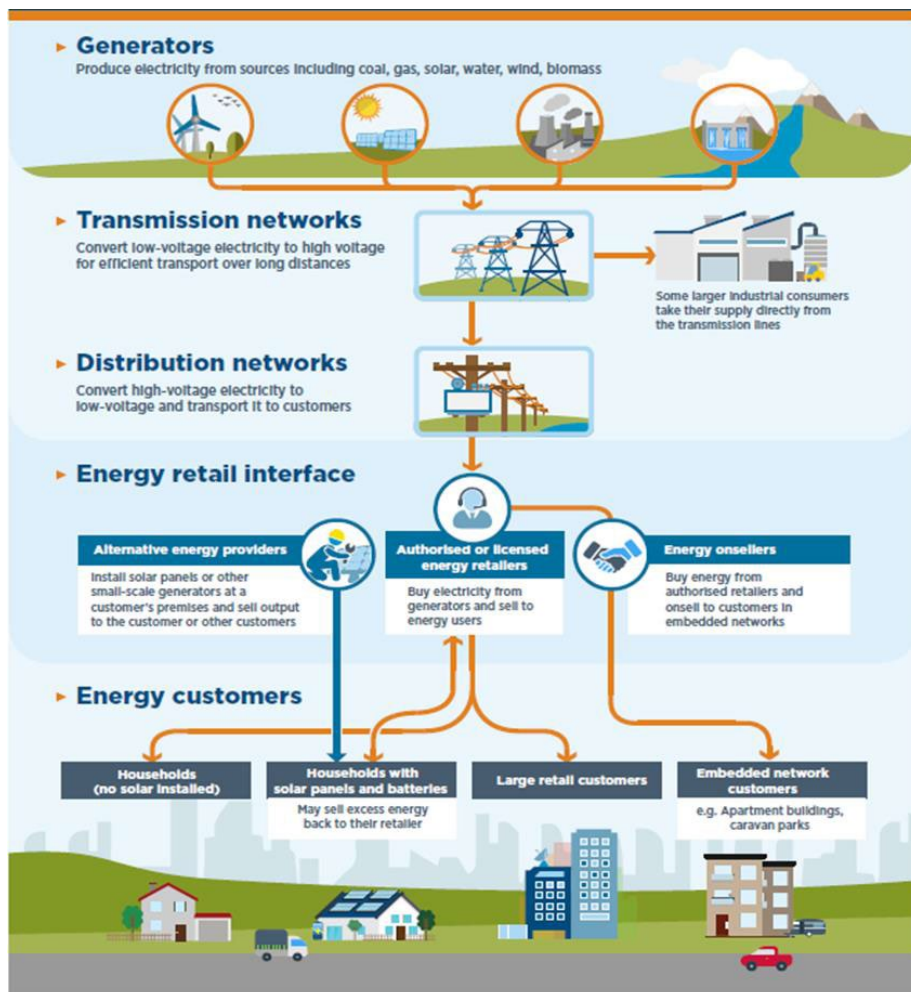 Generators
Produce electricity from sources including coal, gas, solar, water, wind, biomass
Transmission networks
Convert low-voltage electricity to high voltage
for efficient transport over long distances
Some larger industrial consumers
take their supply directly from
the transmission lines
Distribution networks
Convert high-voltage electricity to
low-voltage and transport it to customers
Energy retail interface
Alternative energy providers
Install solar panels or other
small-scale generators at a
customer's premises and sell output
to the customer or other customers
Authorised or licensed
energy retailers
Buy electricity from
generators and sell to
energy users
Energy onsellers
Buy energy from
authorised retailers and
onsell to customers in
embedded networks
Energy customers
Households
(no solar installed)
Households with
solar panels and batteries
May sell excess energy
back to their retailer
Large retail customers
Embedded network
customers
e.g. Apartment buildings,
caravan parks